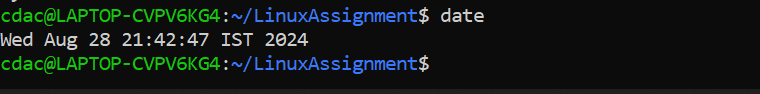 cdac@LAPTOP-CVPV6KG4:~/LinuxAssignment$ date
Wed Aug 28 21:42:47 IST 2024
cdac@LAPTOP-CVPV6KG4:~/LinuxAssignment$